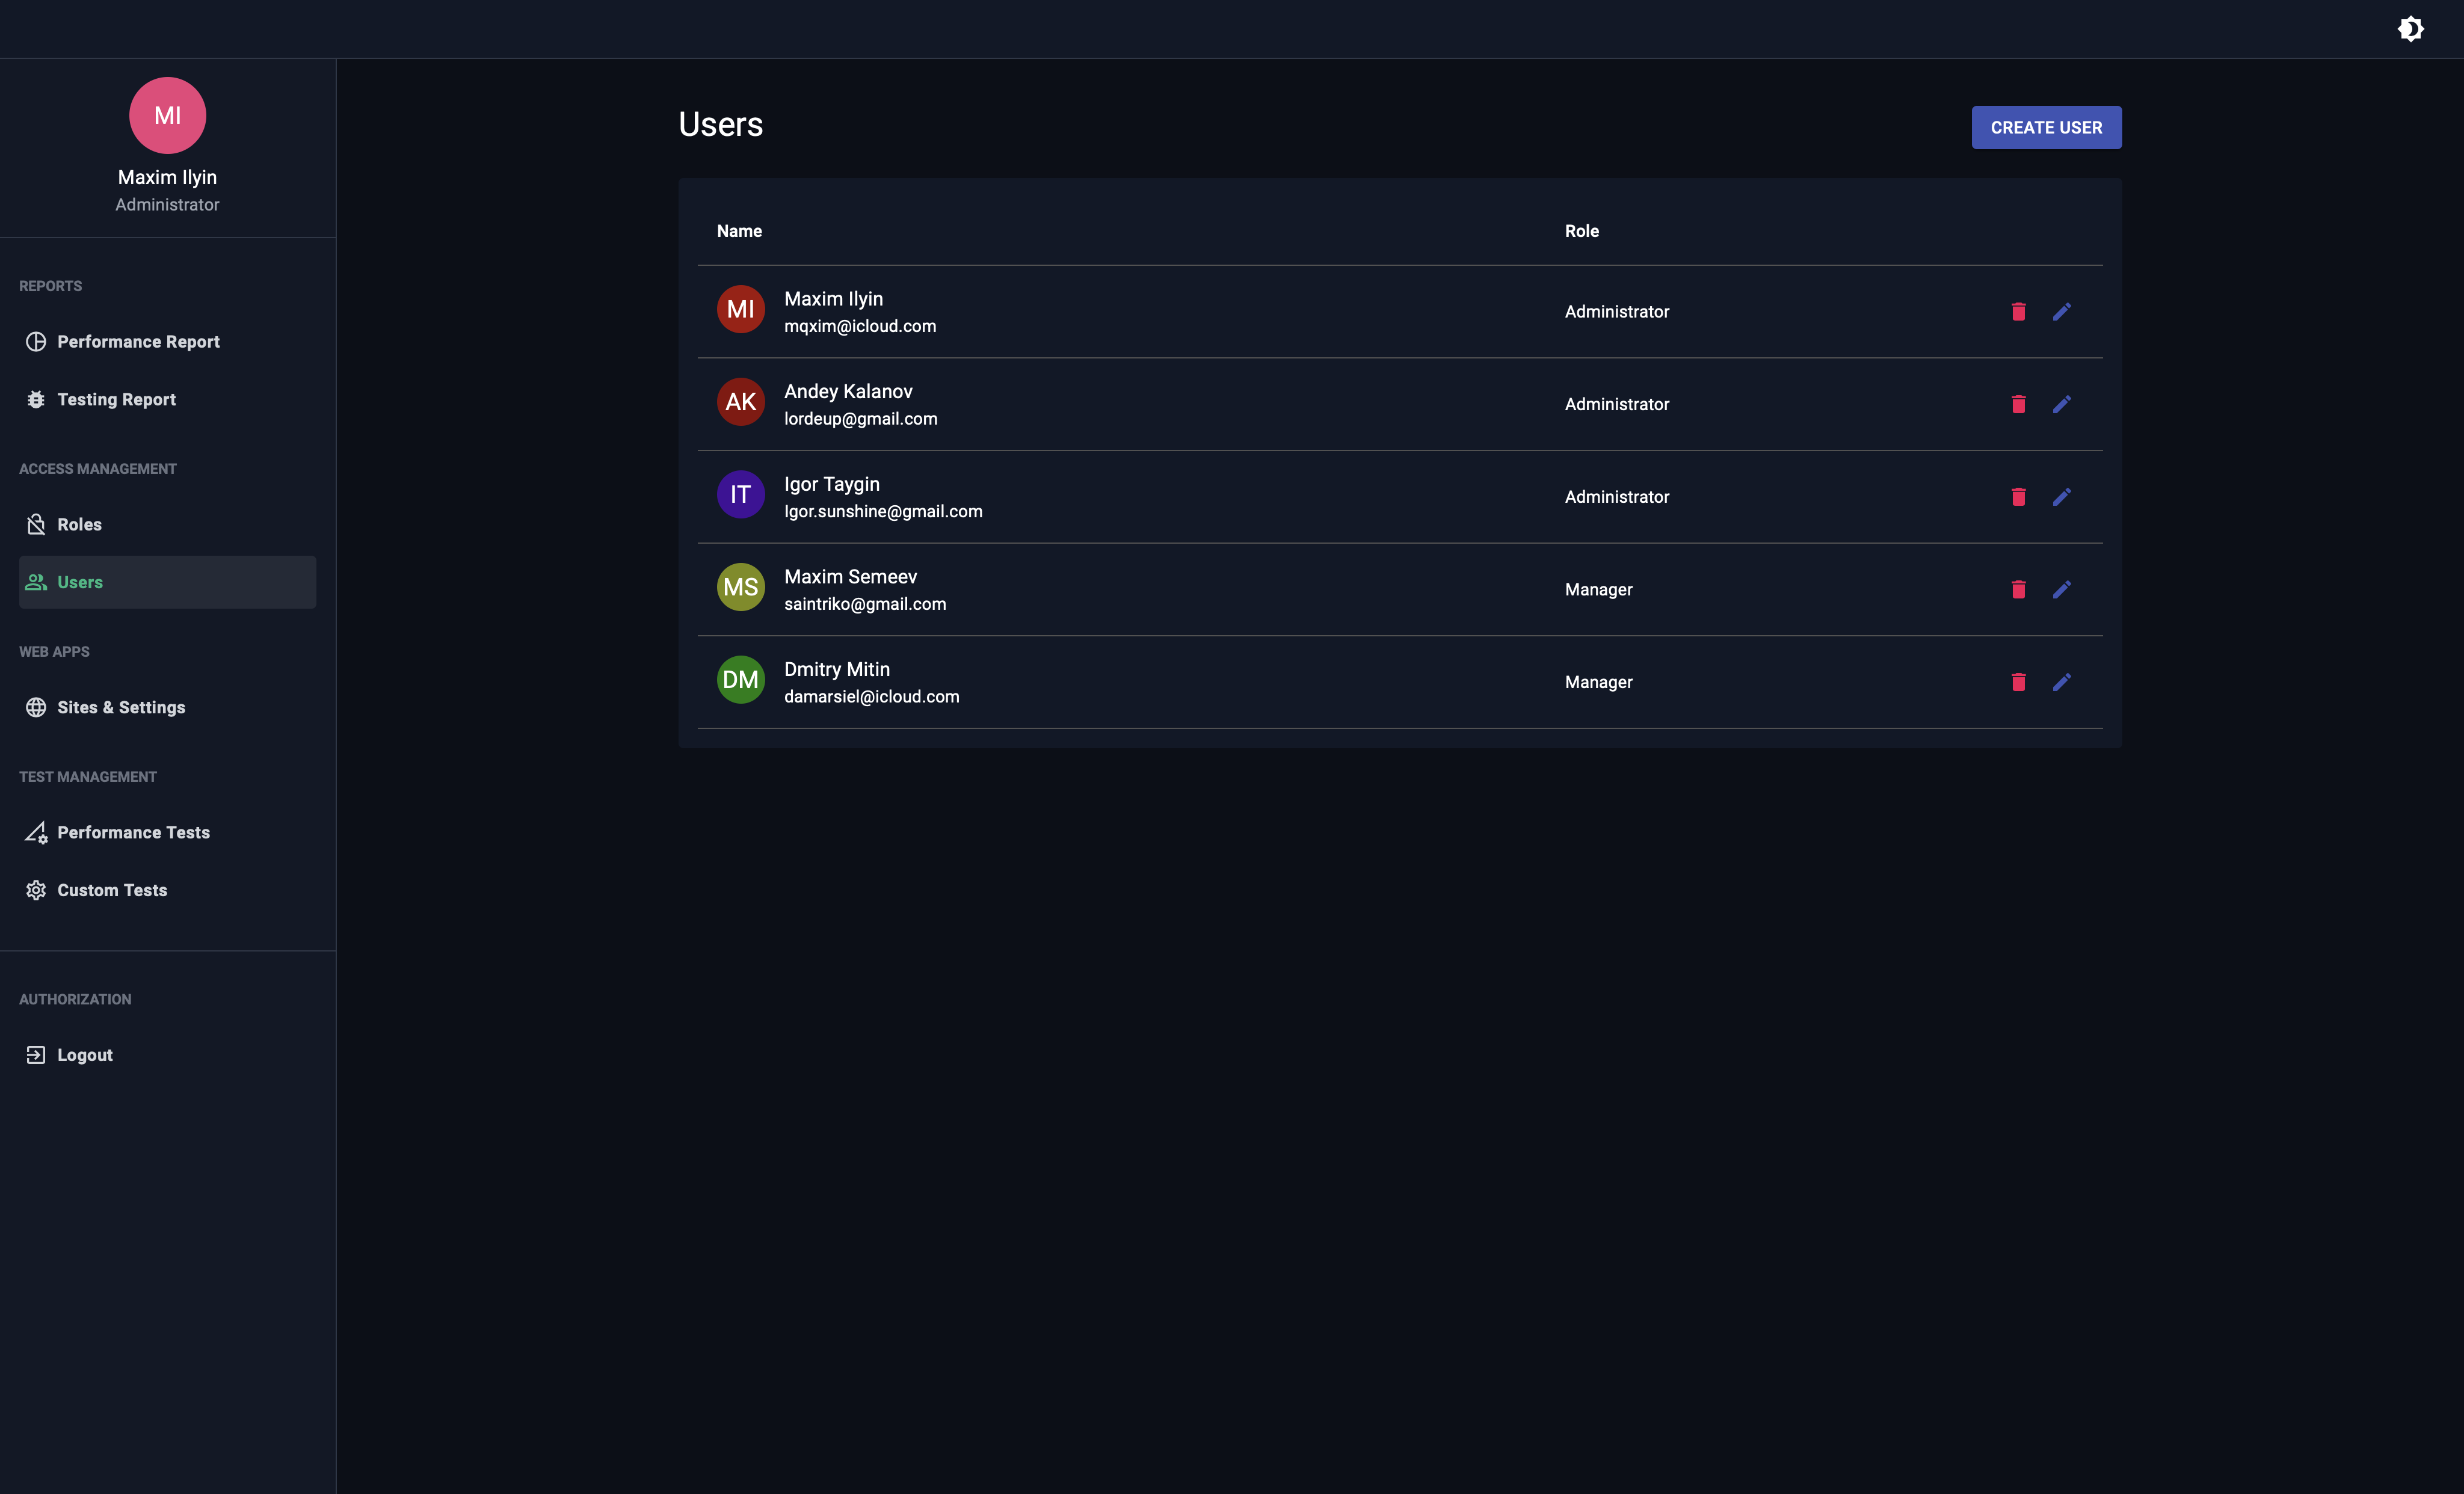 MI
Maxim Ilyin
Administrator
REPORTS
Performance Report
Testing Report
ACCESS MANAGEMENT
Roles
Users
WEB APPS
Sites & Settings
TEST MANAGEMENT
Performance Tests
Custom Tests
AUTHORIZATION
Logout
Users
CREATE USER
Name Role
MI Maxim Ilyin
mqxim@icloud.com
Administrator
AK Andey Kalanov
lordeup@gmail.com
Administrator
IT Igor Taygin
Igor.sunshine@gmail.com
Administrator
MS Maxim Semeev
saintriko@gmail.com
Manager
DM Dmitry Mitin
damarsiel@icloud.com
Manager